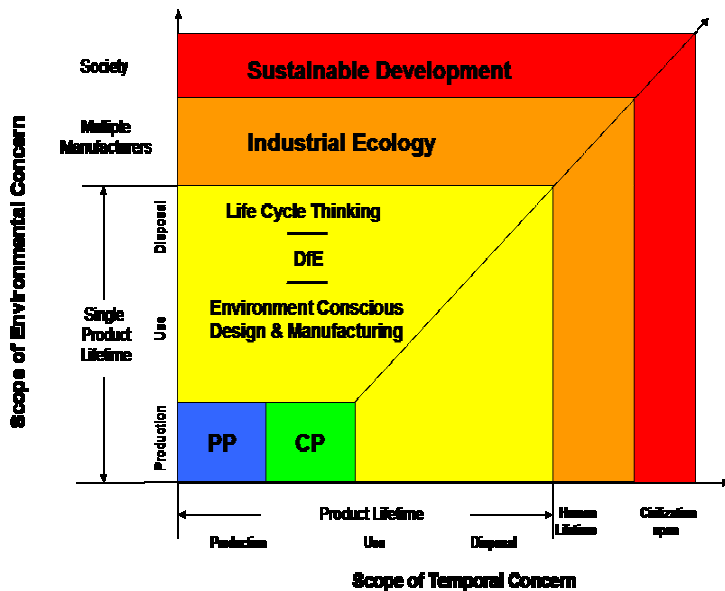 Society
Sustainable Development
Multiple
Manufacturers
Industrial Ecology
Scope of Environmental Concern
Single
Product
Lifetime
Disposal
Use
Production
Life Cycle Thinking
DfE
Environment Conscious
Design & Manufacturing
PP
CP
Product Lifetime
Human
Lifetime
Civilization
span
Production
Use
Disposal
Scope of Temporal Concern